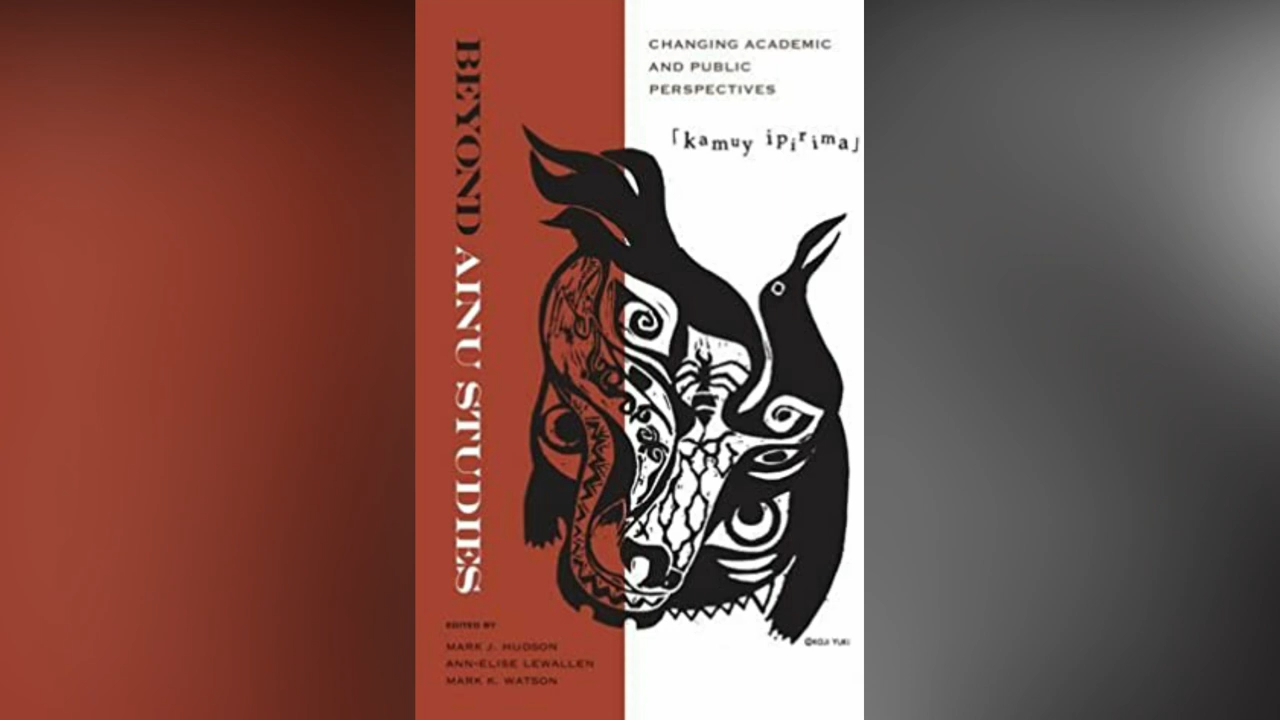 BEYOND AINU STUDIES
CHANGING ACADEMIC
AND PUBLIC
PERSPECTIVES
「kamuy ipirima」
EDITED BY
MARK J. HUDSON
ANN-ELISE LEWALLEN
MARK K. WATSON
©KOJI YUKI